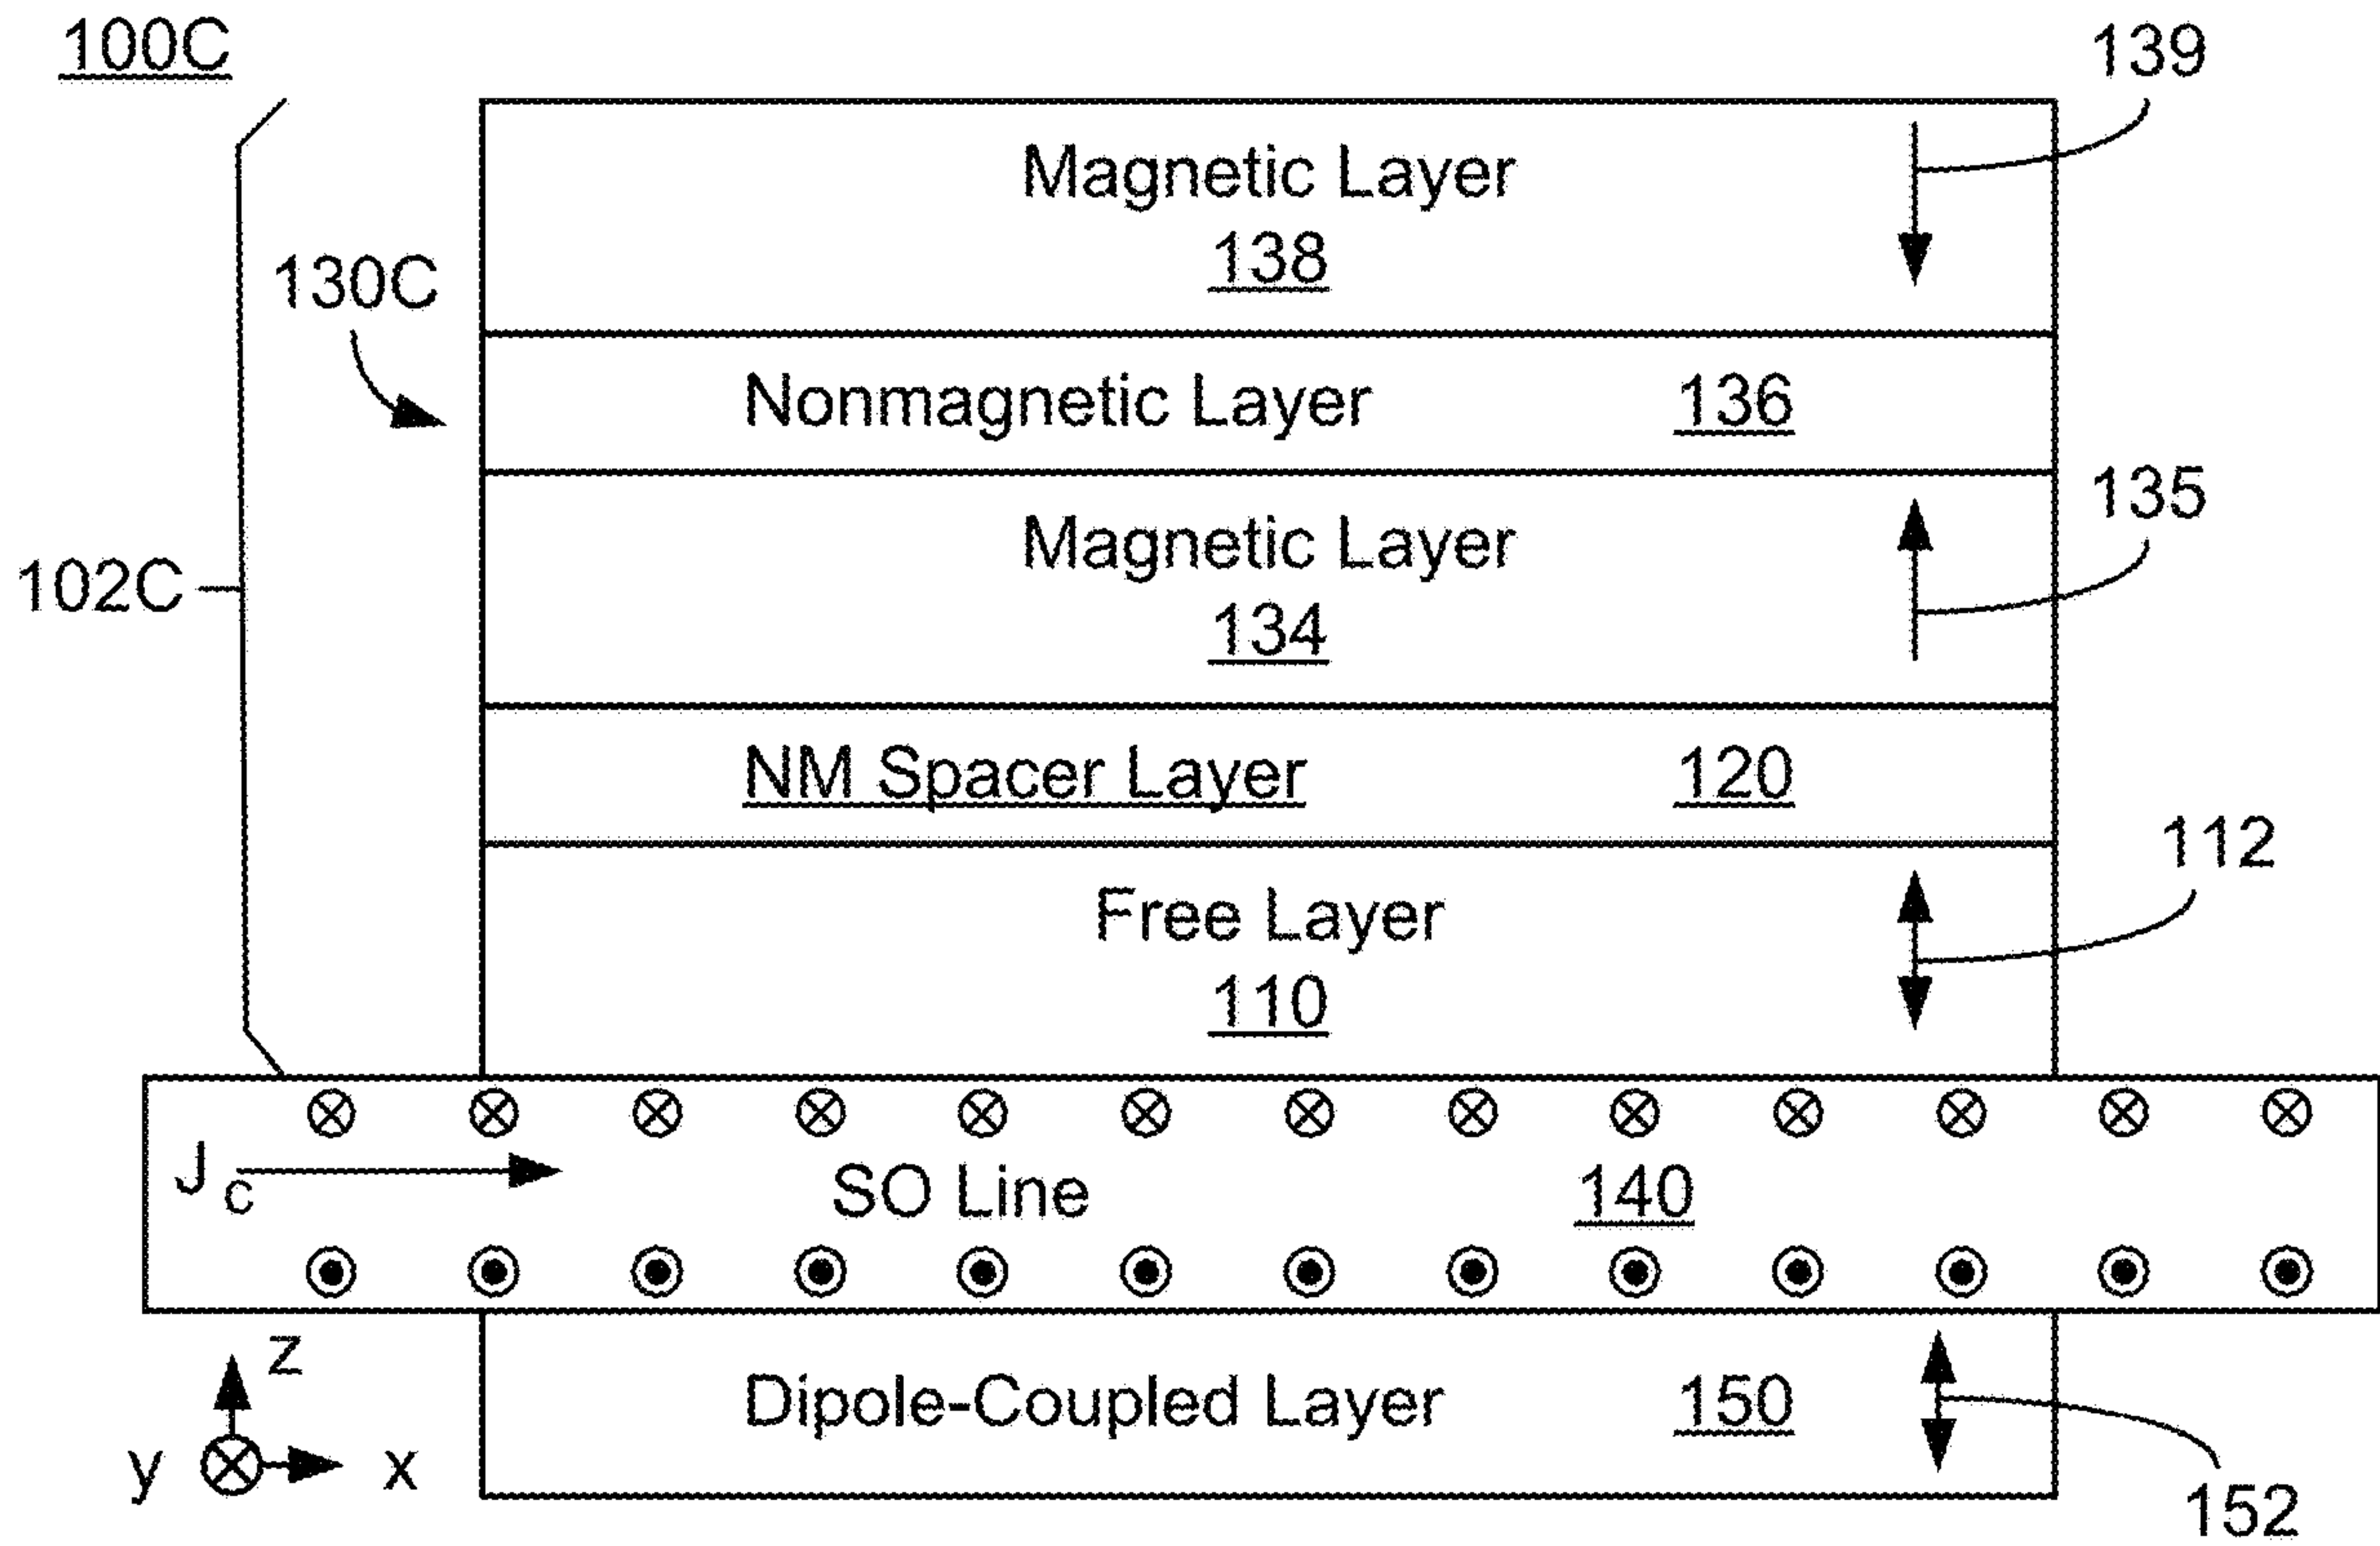 100C
139
Magnetic Layer
138
130C
Nonmagnetic Layer 136
135
Magnetic Layer
134
102C
NM Spacer Layer 120
112
Free Layer
110
Jc
SO Line 140
z
Dipole-Coupled Layer 150
y x
152